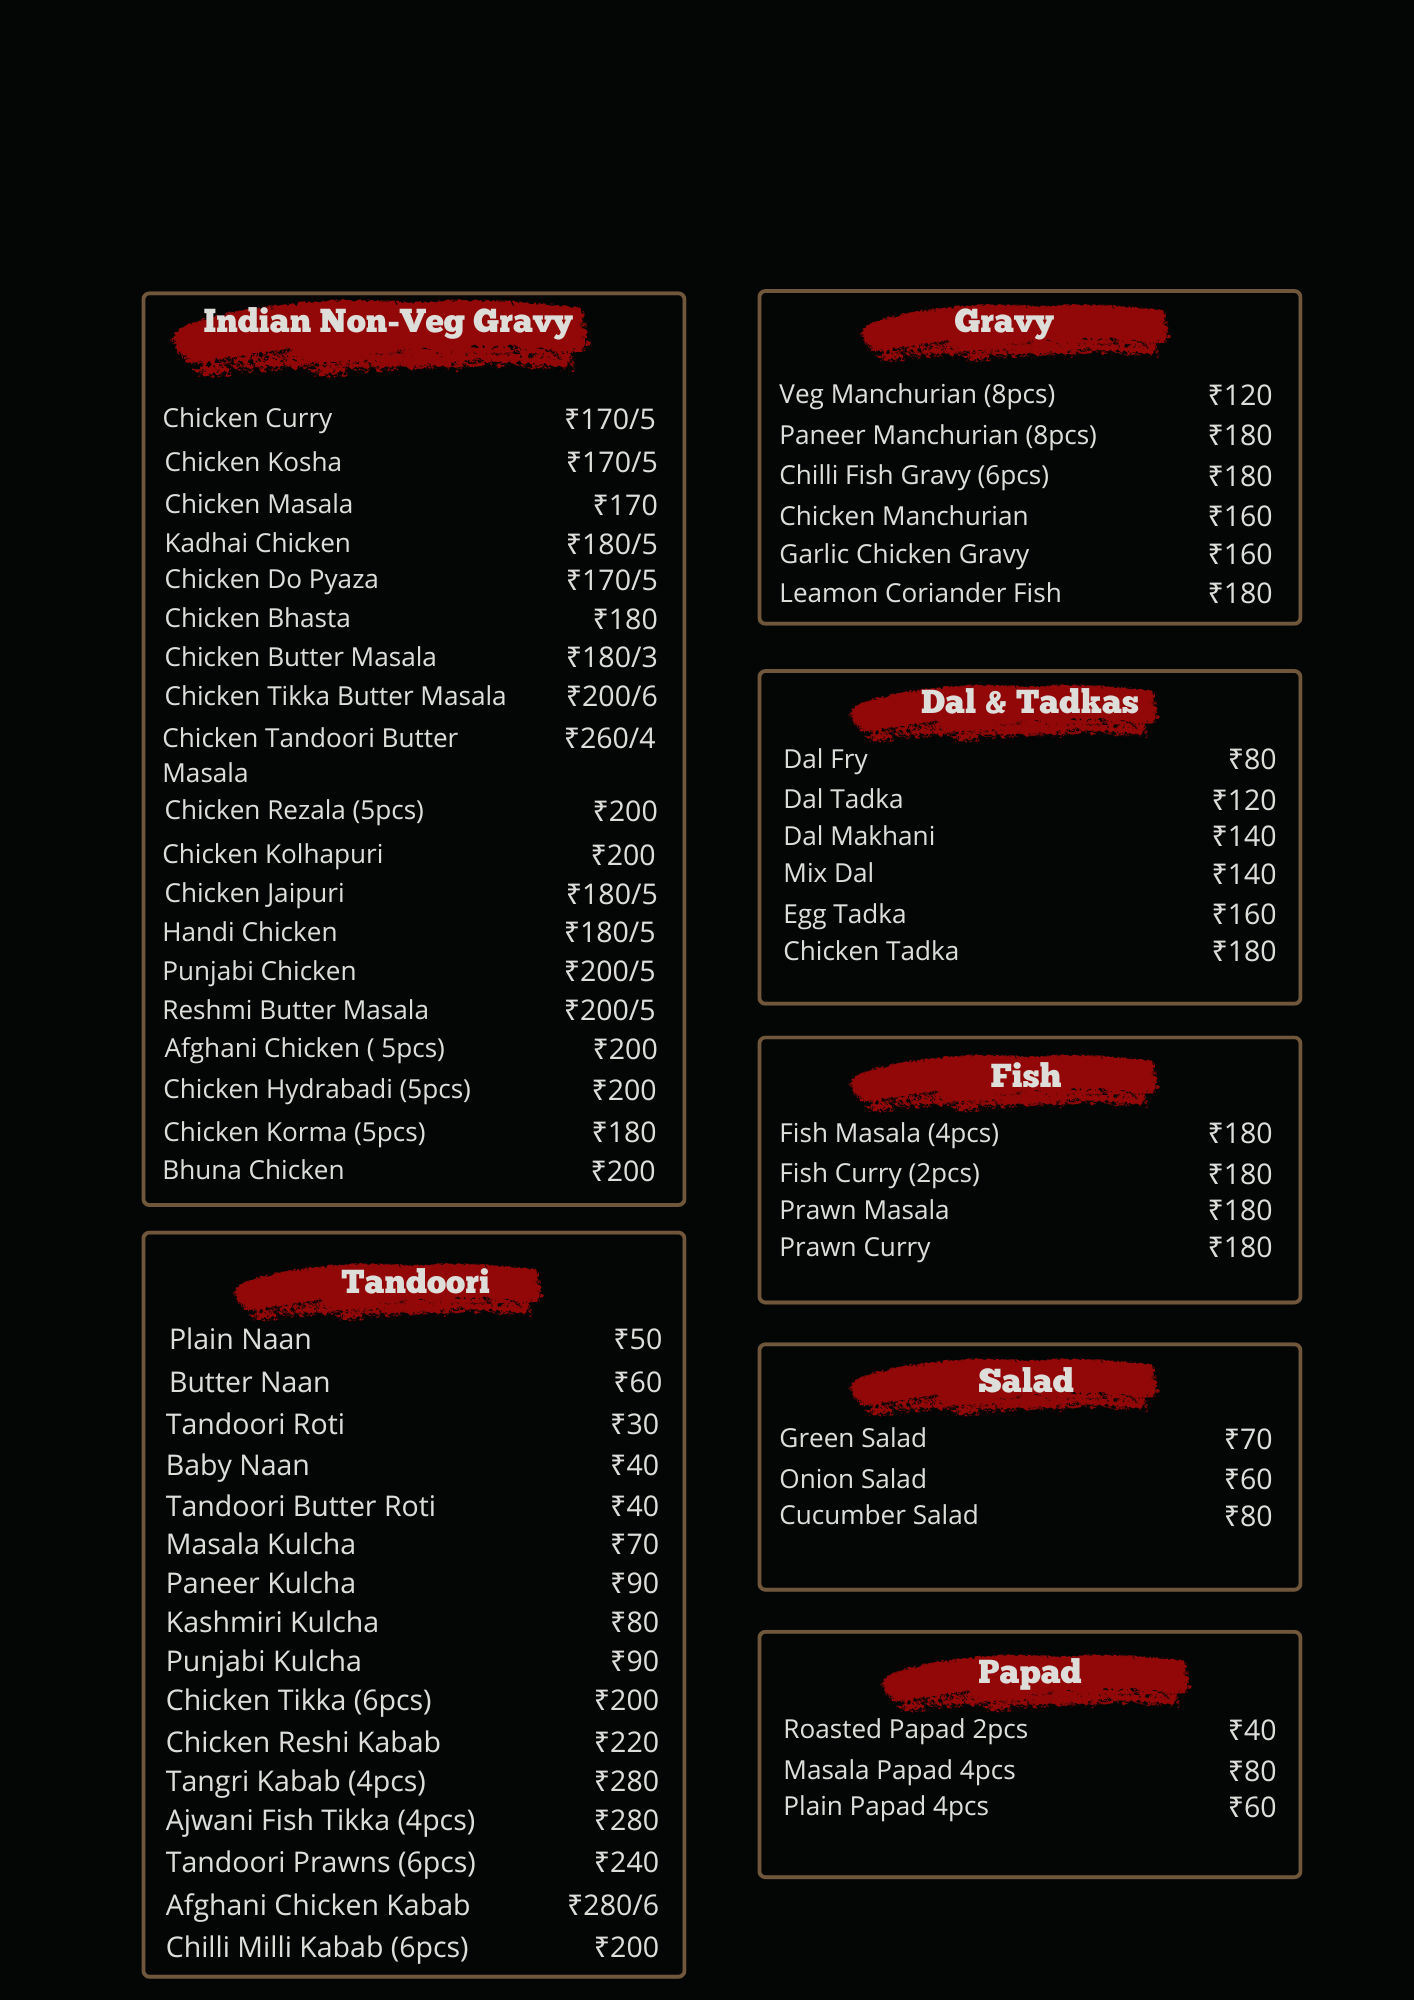 Indian Non-Veg Gravy
Chicken Curry ₹170/5
Chicken Kosha ₹170/5
Chicken Masala ₹170
Kadhai Chicken ₹180/5
Chicken Do Pyaza ₹170/5
Chicken Bhasta ₹180
Chicken Butter Masala ₹180/3
Chicken Tikka Butter Masala ₹200/6
Chicken Tandoori Butter ₹260/4
Masala
Chicken Rezala (5pcs) ₹200
Chicken Kolhapuri ₹200
Chicken Jaipuri ₹180/5
Handi Chicken ₹180/5
Punjabi Chicken ₹200/5
Reshmi Butter Masala ₹200/5
Afghani Chicken ( 5pcs) ₹200
Chicken Hydrabadi (5pcs) ₹200
Chicken Korma (5pcs) ₹180
Bhuna Chicken ₹200
Tandoori
Plain Naan ₹50
Butter Naan ₹60
Tandoori Roti ₹30
Baby Naan ₹40
Tandoori Butter Roti ₹40
Masala Kulcha ₹70
Paneer Kulcha ₹90
Kashmiri Kulcha ₹80
Punjabi Kulcha ₹90
Chicken Tikka (6pcs) ₹200
Chicken Reshi Kabab ₹220
Tangri Kabab (4pcs) ₹280
Ajwani Fish Tikka (4pcs) ₹280
Tandoori Prawns (6pcs) ₹240
Afghani Chicken Kabab ₹280/6
Chilli Milli Kabab (6pcs) ₹200
Gravy
Veg Manchurian (8pcs) ₹120
Paneer Manchurian (8pcs) ₹180
Chilli Fish Gravy (6pcs) ₹180
Chicken Manchurian ₹160
Garlic Chicken Gravy ₹160
Leamon Coriander Fish ₹180
Dal & Tadkas
Dal Fry ₹80
Dal Tadka ₹120
Dal Makhani ₹140
Mix Dal ₹140
Egg Tadka ₹160
Chicken Tadka ₹180
Fish
Fish Masala (4pcs) ₹180
Fish Curry (2pcs) ₹180
Prawn Masala ₹180
Prawn Curry ₹180
Salad
Green Salad ₹70
Onion Salad ₹60
Cucumber Salad ₹80
Papad
Roasted Papad 2pcs ₹40
Masala Papad 4pcs ₹80
Plain Papad 4pcs ₹60